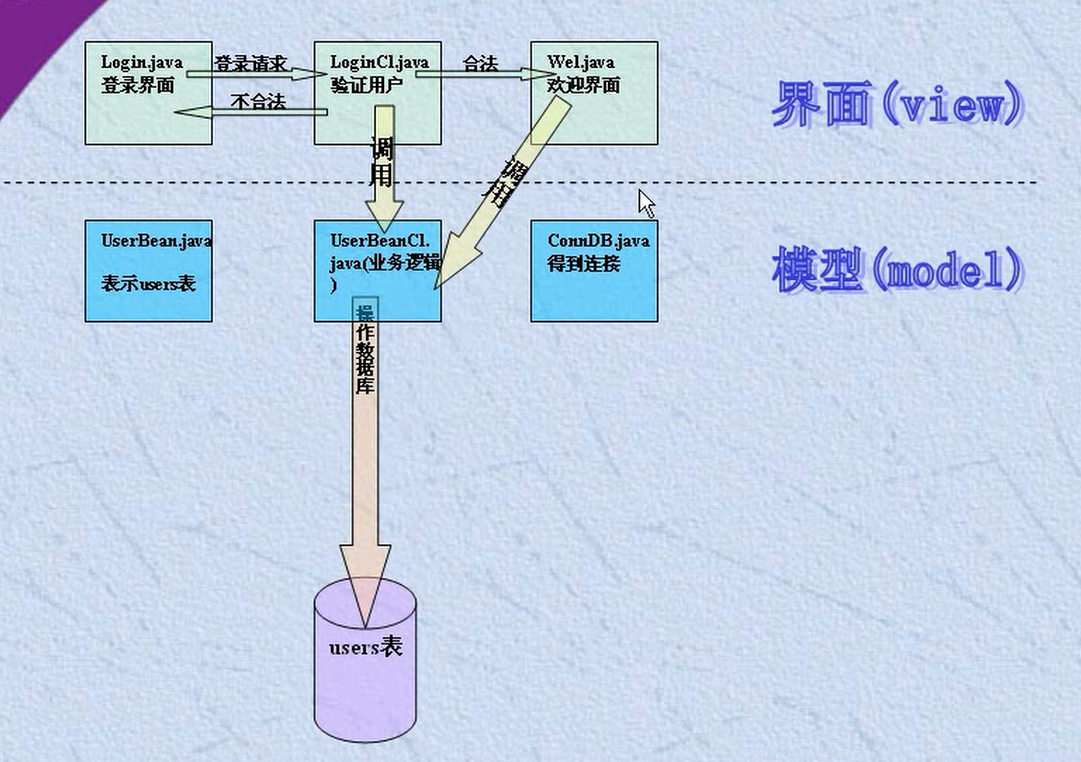 Login.java
登录界面
登录请求
不合法
LoginCl.java
验证用户
合法
Wel.java
欢迎界面
界面(view)
调
用
调用
UserBean.java
表示users表
UserBeanCl.
java(业务逻辑
)
ConnDB.java
得到连接
模型(model)
操
作
数
据
库
users表